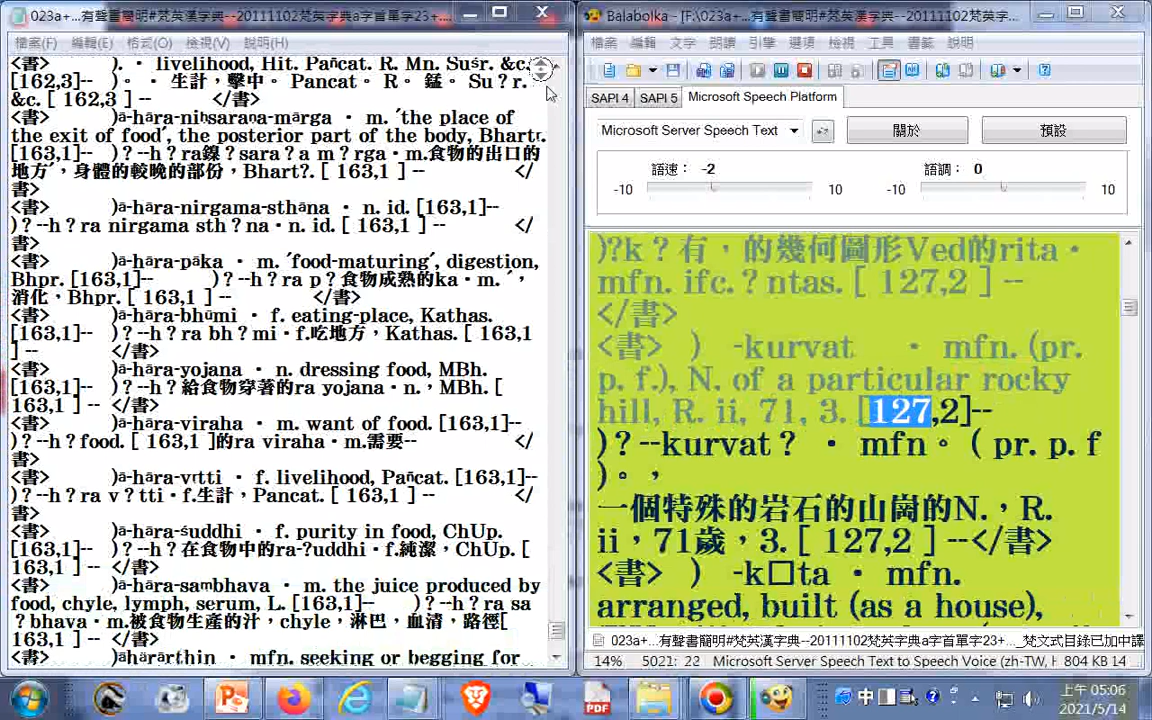 023a+...有聲書簡明#梵英漢字典--20111102梵英字典a字首單字23+...
檔案(F) 編輯(E) 格式(O) 檢視(V) 說明(H)
<書> ). • livelihood, Hit. Pañcat. R. Mn. Suśr. &c.
[162,3]-- )。• 生計，擊中。 Pancat。R。錳。 Su？r.
&c. [ 162,3 ] -- </書>
<書> )ā-hāra-niḥsaraṇa-mārga • m. 'the place of
the exit of food', the posterior part of the body, Bhartṛ.
[163,1]-- )？--h？ra鎳？sara？a m？rga•m.食物的出口的
地方´，身體的較晚的部份，Bhart?. [ 163,1 ] -- </
書>
<書> )ā-hāra-nirgama-sthāna • n. id. [163,1]--
)？--h？ra nirgama sth？na•n. id. [ 163,1 ] -- </
書>
<書> )ā-hāra-pāka • m. 'food-maturing', digestion,
Bhpr. [163,1]-- )？--h？ra p？食物成熟的ka•m. ´，
消化，Bhpr. [ 163,1 ] -- </書>
<書> )ā-hāra-bhūmi • f. eating-place, Kathas.
[163,1]-- )？--h？ra bh？mi•f.吃地方，Kathas. [ 163,1
] -- </書>
<書> )ā-hāra-yojana • n. dressing food, MBh.
[163,1]-- )？--h？給食物穿著的ra yojana•n.，MBh. [
163,1 ] -- </書>
<書> )ā-hāra-viraha • m. want of food. [163,1]--
)？--h？food. [ 163,1 ]的ra viraha•m.需要-- </
書>
<書> )ā-hāra-vṛtti • f. livelihood, Pañcat. [163,1]--
)？--h？ra v？tti•f.生計，Pancat. [ 163,1 ] -- </
書>
<書> )ā-hāra-śuddhi • f. purity in food, ChUp.
[163,1]-- )？--h？在食物中的ra-?uddhi•f.純潔，ChUp. [
163,1 ] -- </書>
<書> )ā-hāra-sambhava • m. the juice produced by
food, chyle, lymph, serum, L. [163,1]-- )？--h？ra sa
？bhava•m.被食物生產的汁，chyle，淋巴，血清，路徑[
163,1 ] -- </書>
<書> )āhārārthin • mfn. seeking or begging for
Balabolka - [F:\023a+...有聲書簡明#梵英漢字典--20111102梵英字...
檔案 編輯 文字 朗讀 引擎 選項 檢視 工具 書籤 說明
SAPI 4 SAPI 5 Microsoft Speech Platform
Microsoft Server Speech Text 關於 預設
語速： -2 語調： 0
-10 10 -10 10
)?k？有，的幾何圖形Ved的rita•
mfn. ifc.？ntas. [ 127,2 ] --
</書>
<書> ) -kurvat • mfn. (pr.
p. f.), N. of a particular rocky
hill, R. ii, 71, 3. [127,2]--
)？--kurvat？ • mfn。( pr. p. f
)。，
一個特殊的岩石的山崗的N.，R.
ii，71歲，3. [ 127,2 ] --</書>
<書> ) -k□ta • mfn.
arranged, built (as a house),
023a+...有聲書簡明#梵英漢字典--20111102梵英字典a字首單字23+..._梵文式目錄已加中譯
14% 5021: 22 Microsoft Server Speech Text to Speech Voice (zh-TW, H 804 KB 14
中 上午 05:06
2021/5/14